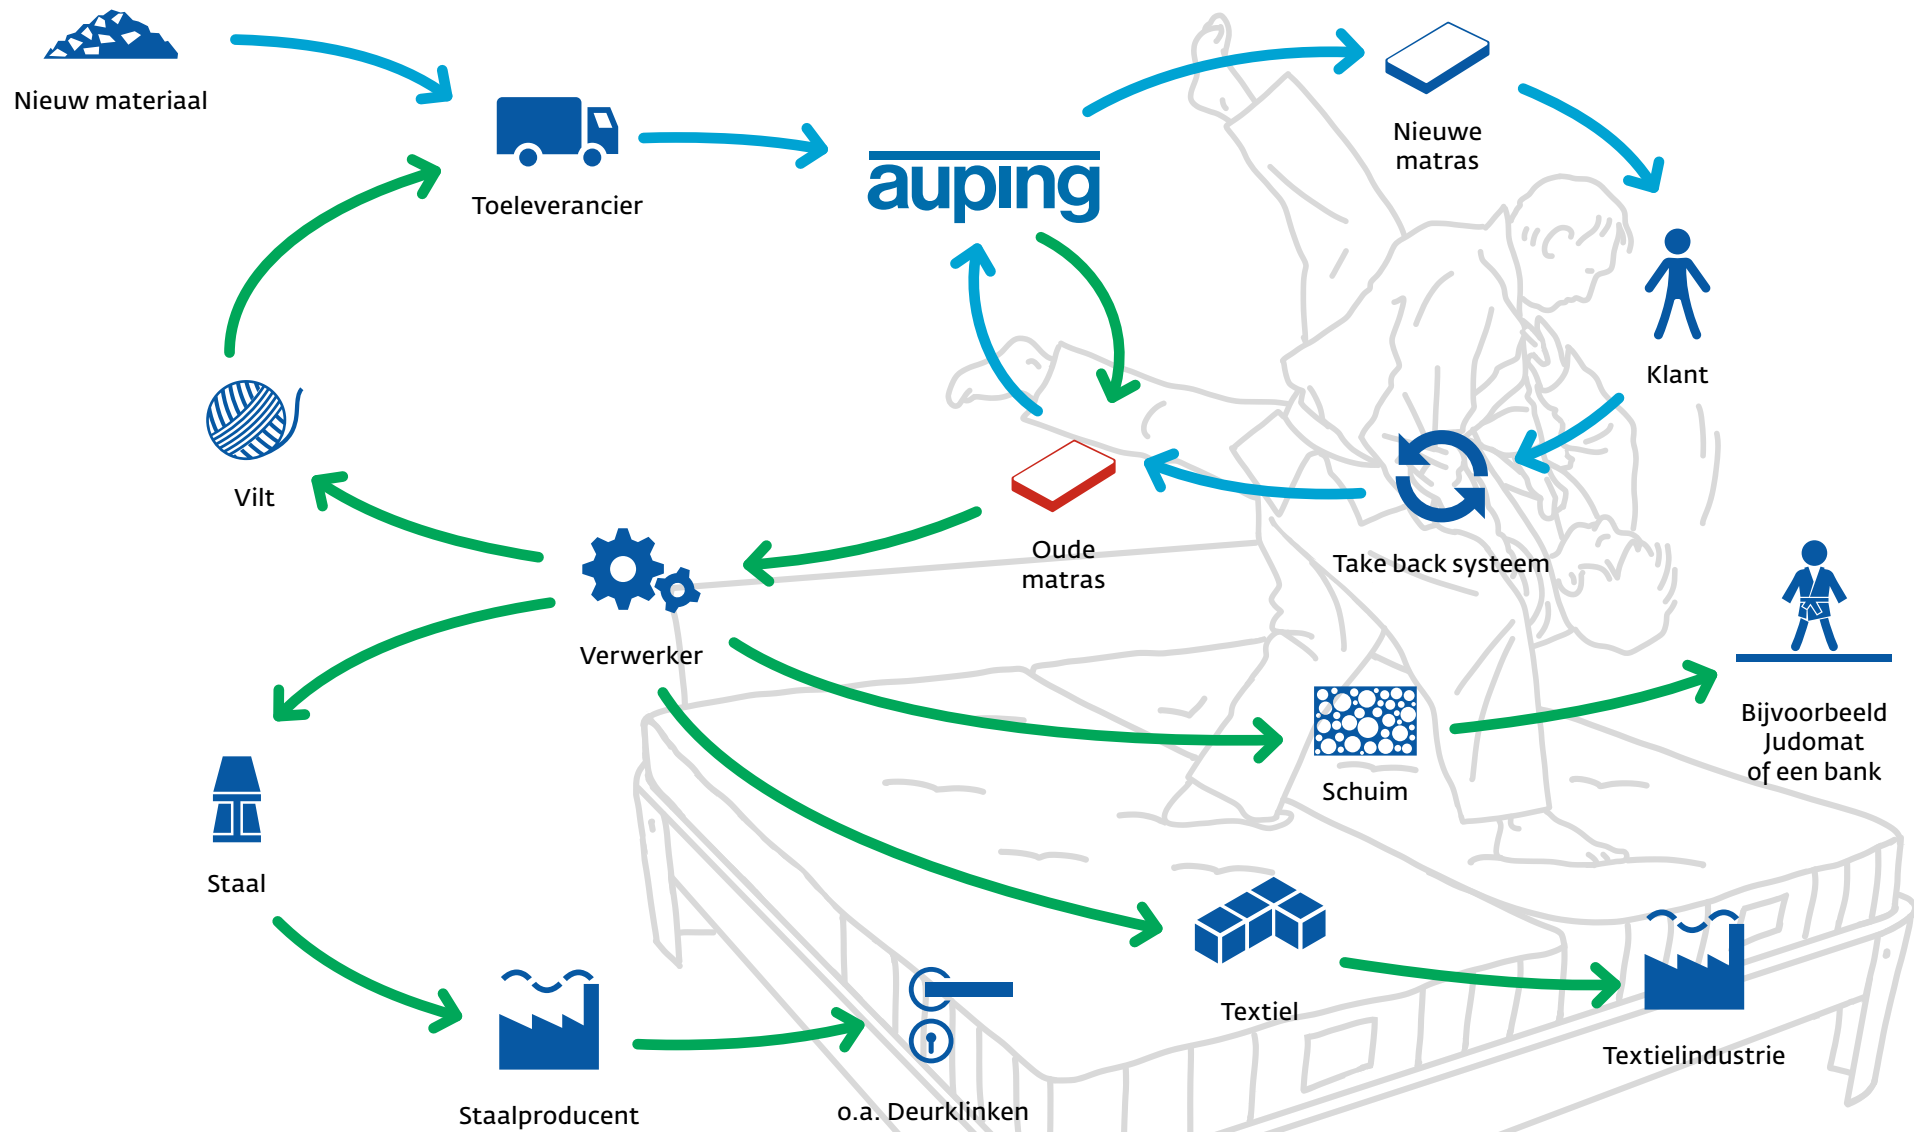 Nieuw materiaal
Toeleverancier
auping
Nieuwe
matras
Klant
Take back systeem
Oude
matras
Vilt
Verwerker
Bijvoorbeeld
Judomat
of een bank
Schuim
Staal
Textiel
Textielindustrie
Staalproducent
o.a. Deurklinken